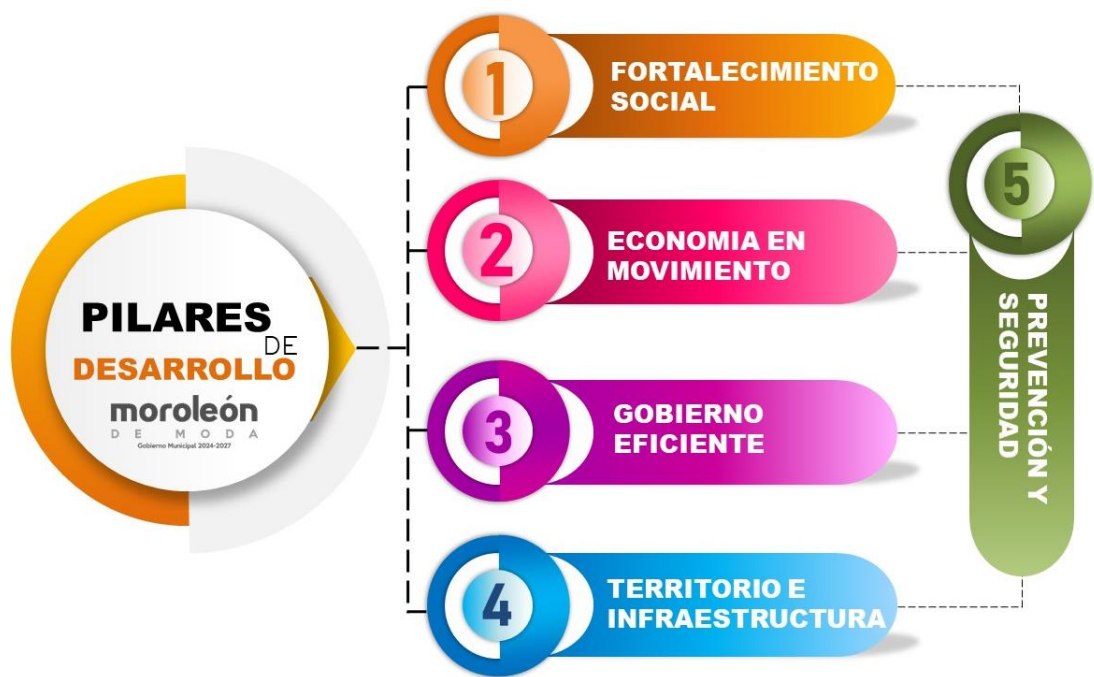 PILARES
DE
DESARROLLO
moroleón
DE MODA
Gobierno Municipal 2024-2027
1
FORTALECIMIENTO
SOCIAL
2
ECONOMIA EN
MOVIMIENTO
3
GOBIERNO
EFICIENTE
4
TERRITORIO E
INFRAESTRUCTURA
5
PREVENCIÓN Y
SEGURIDAD